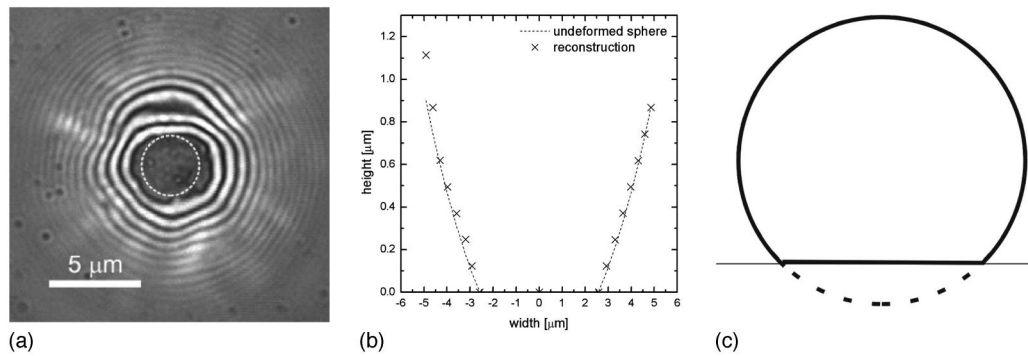 5 μm
(a)
undeformed sphere
reconstruction
height [μm]
1.2
1.0
0.8
0.6
0.4
0.2
0.0
-6 -5 -4 -3 -2 -1 0 1 2 3 4 5 6
width [μm]
(b)
(c)